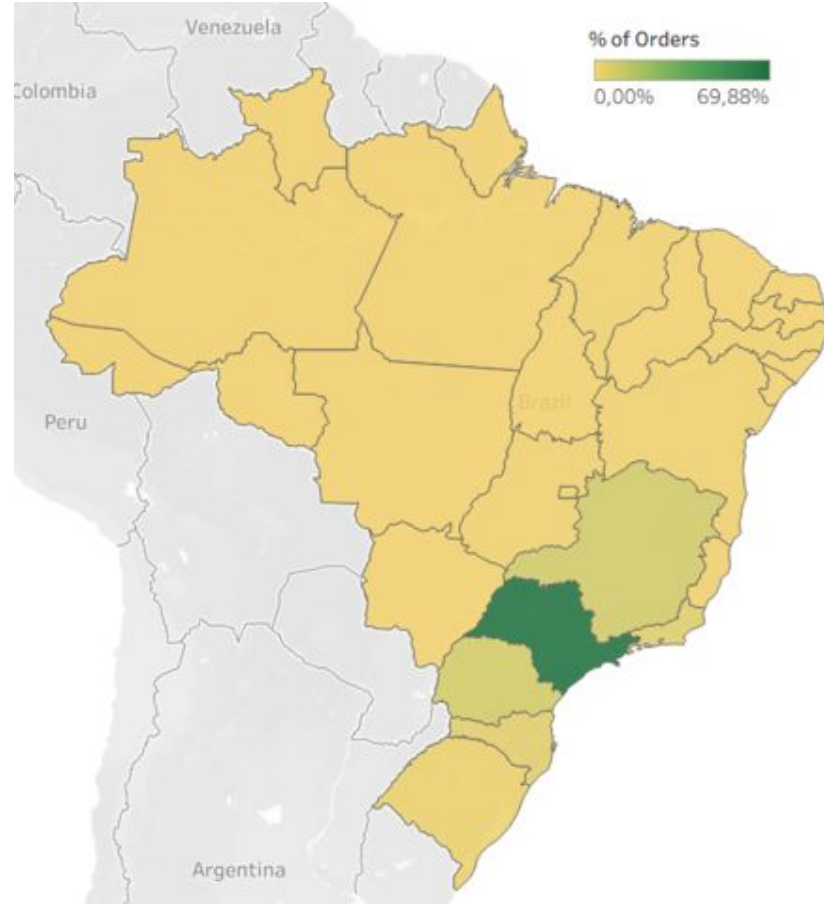 Venezuela
% of Orders
0,00% 69,88%
Colombia
Brazil
Peru
Argentina